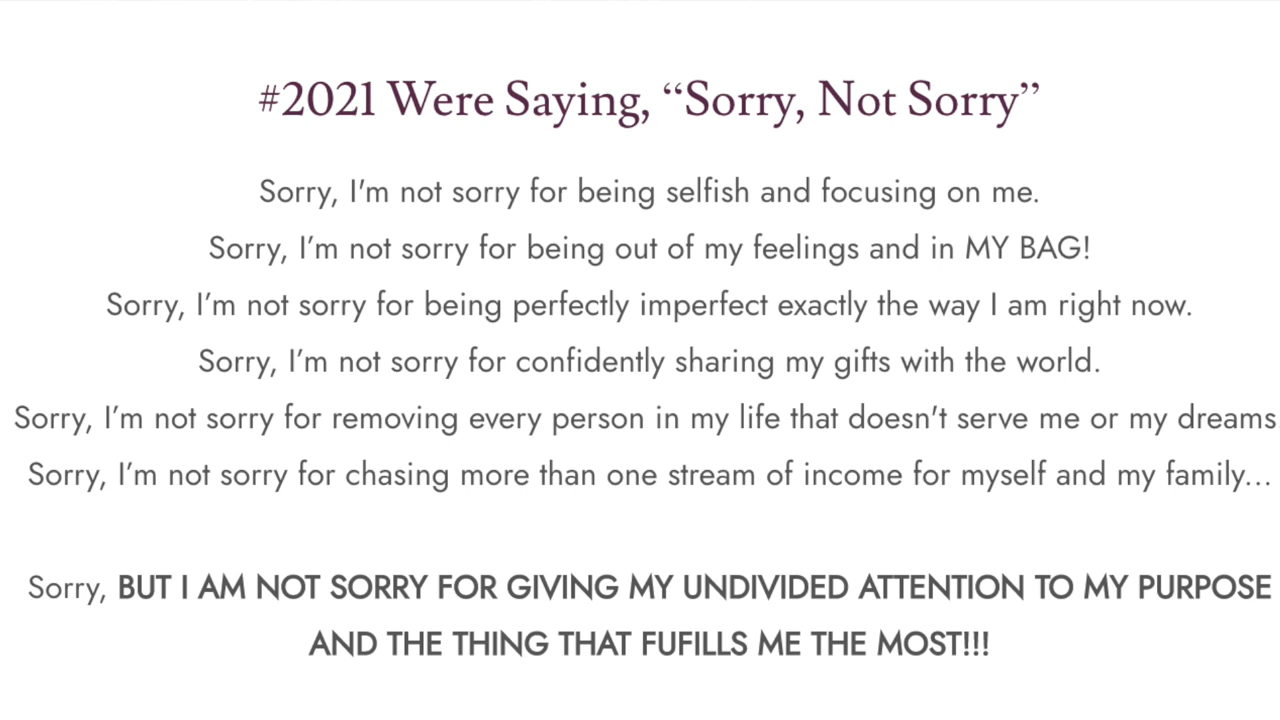 #2021 Were Saying, “Sorry, Not Sorry”
Sorry, I'm not sorry for being selfish and focusing on me.
Sorry, I’m not sorry for being out of my feelings and in MY BAG!
Sorry, I’m not sorry for being perfectly imperfect exactly the way I am right now.
Sorry, I’m not sorry for confidently sharing my gifts with the world.
Sorry, I’m not sorry for removing every person in my life that doesn't serve me or my dreams.
Sorry, I’m not sorry for chasing more than one stream of income for myself and my family...
Sorry, BUT I AM NOT SORRY FOR GIVING MY UNDIVIDED ATTENTION TO MY PURPOSE
AND THE THING THAT FUFILLS ME THE MOST!!!